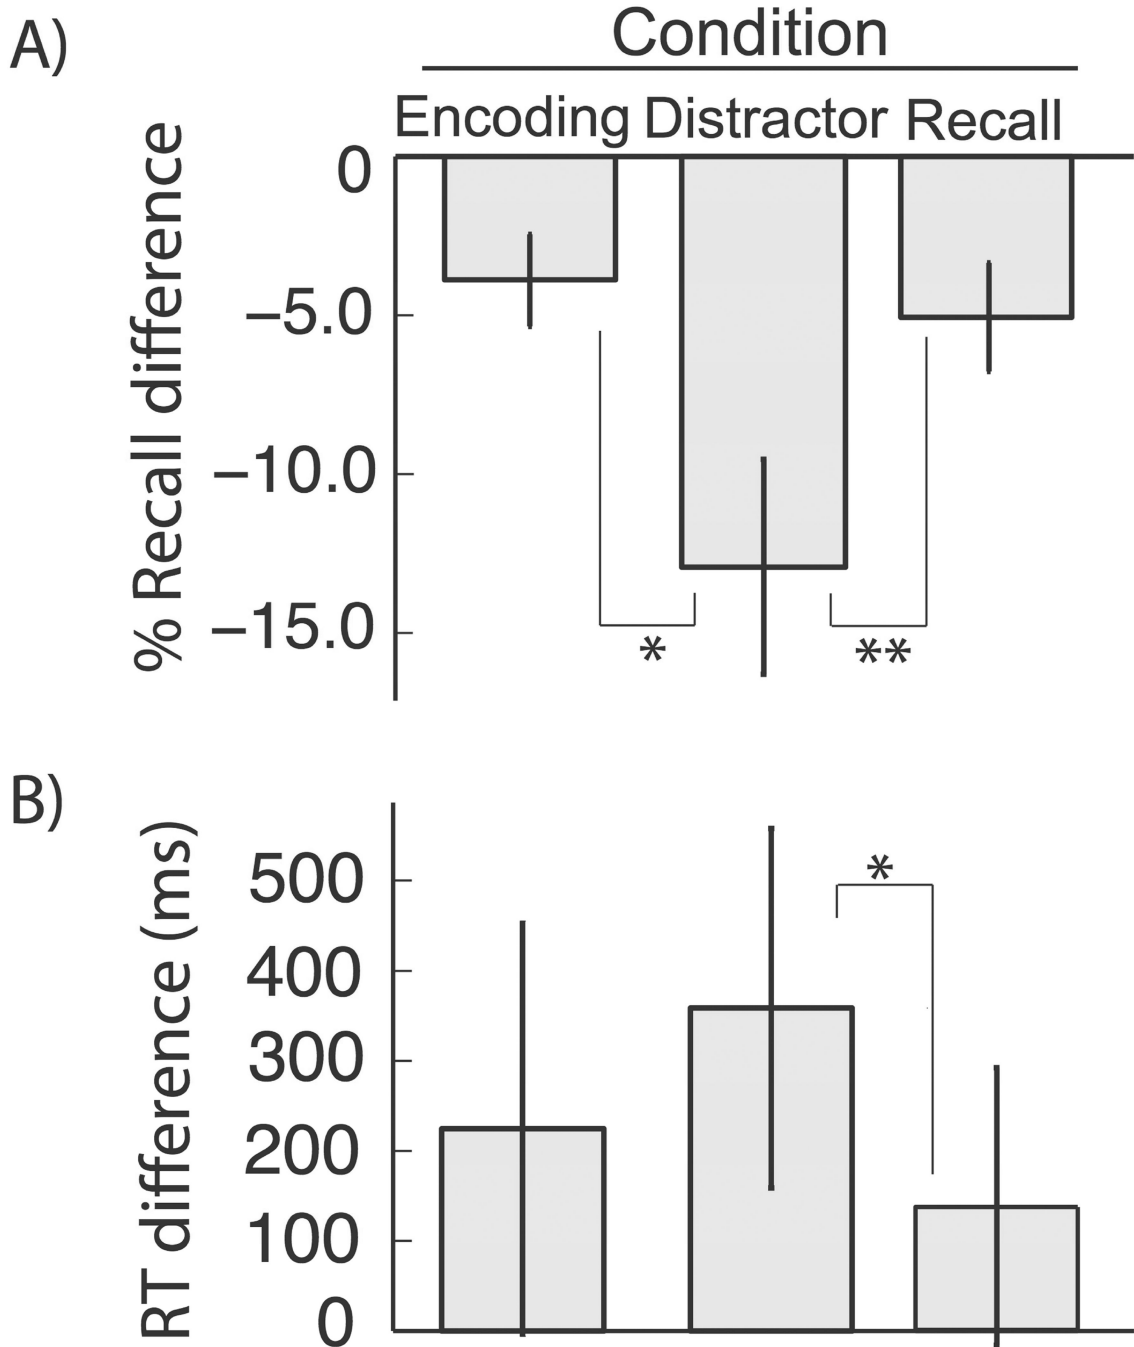 A)
Condition
Encoding Distractor Recall
% Recall difference
0
−5.0
−10.0
−15.0
*
**
B)
RT difference (ms)
500
400
300
200
100
0
*